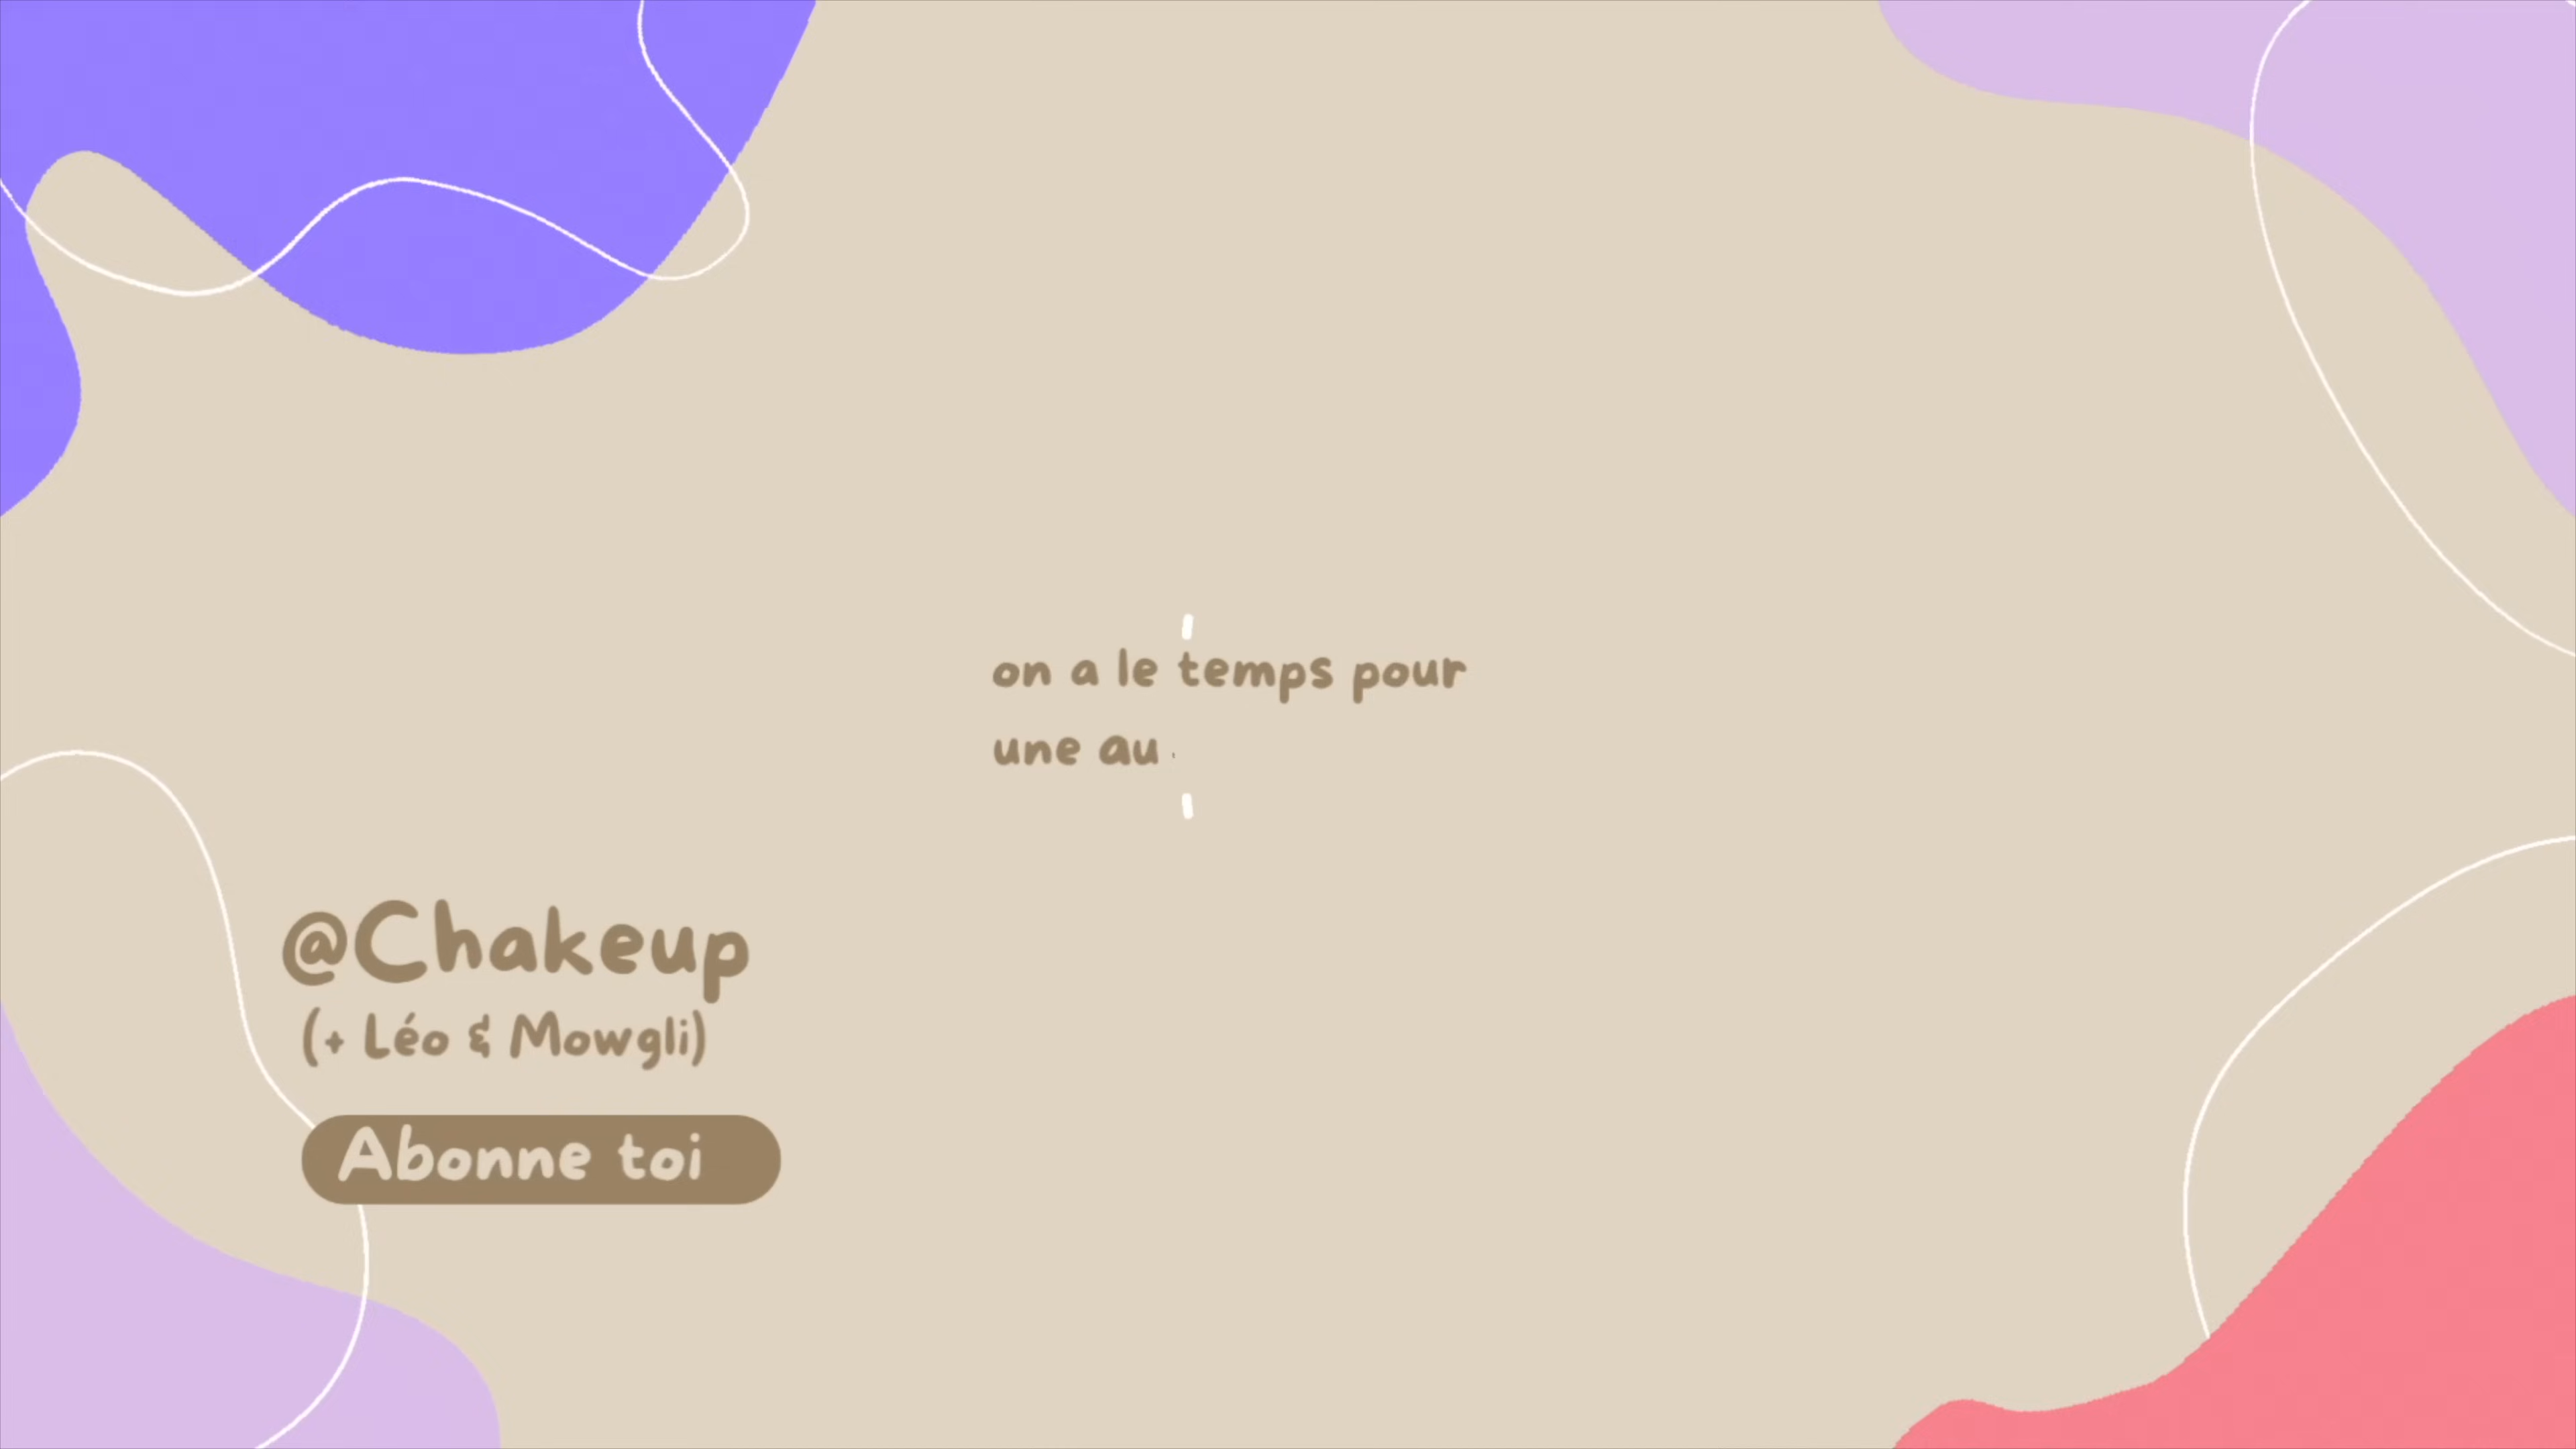 on a le temps pour
une au
@Chakeup
(+ Léo & Mowgli)
Abonne toi